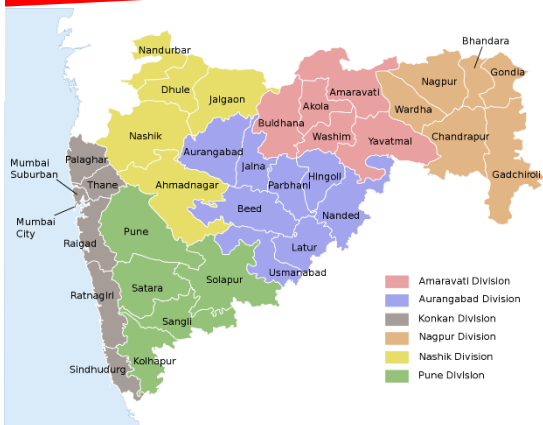 Bhandara
Nandurbar
Gondia
Nagpur
Dhule
Amaravati
Jalgaon
Akola
Wardha
Buldhana
Nashik
Washim
Yavatmal
Chandrapur
Aurangabad
Palaghar
Mumbai
Suburban
Jalna
Hingoli
Gadchiroli
Thane
Ahmadnagar
Parbhani
Beed
Nanded
Mumbai
City
Pune
Raigad
Latur
Usmanabad
Solapur
Amaravati Division
Satara
Ratnagiri
Aurangabad Division
Sangli
Konkan Division
Nagpur Division
Kolhapur
Nashik Division
Sindhudurg
Pune Division